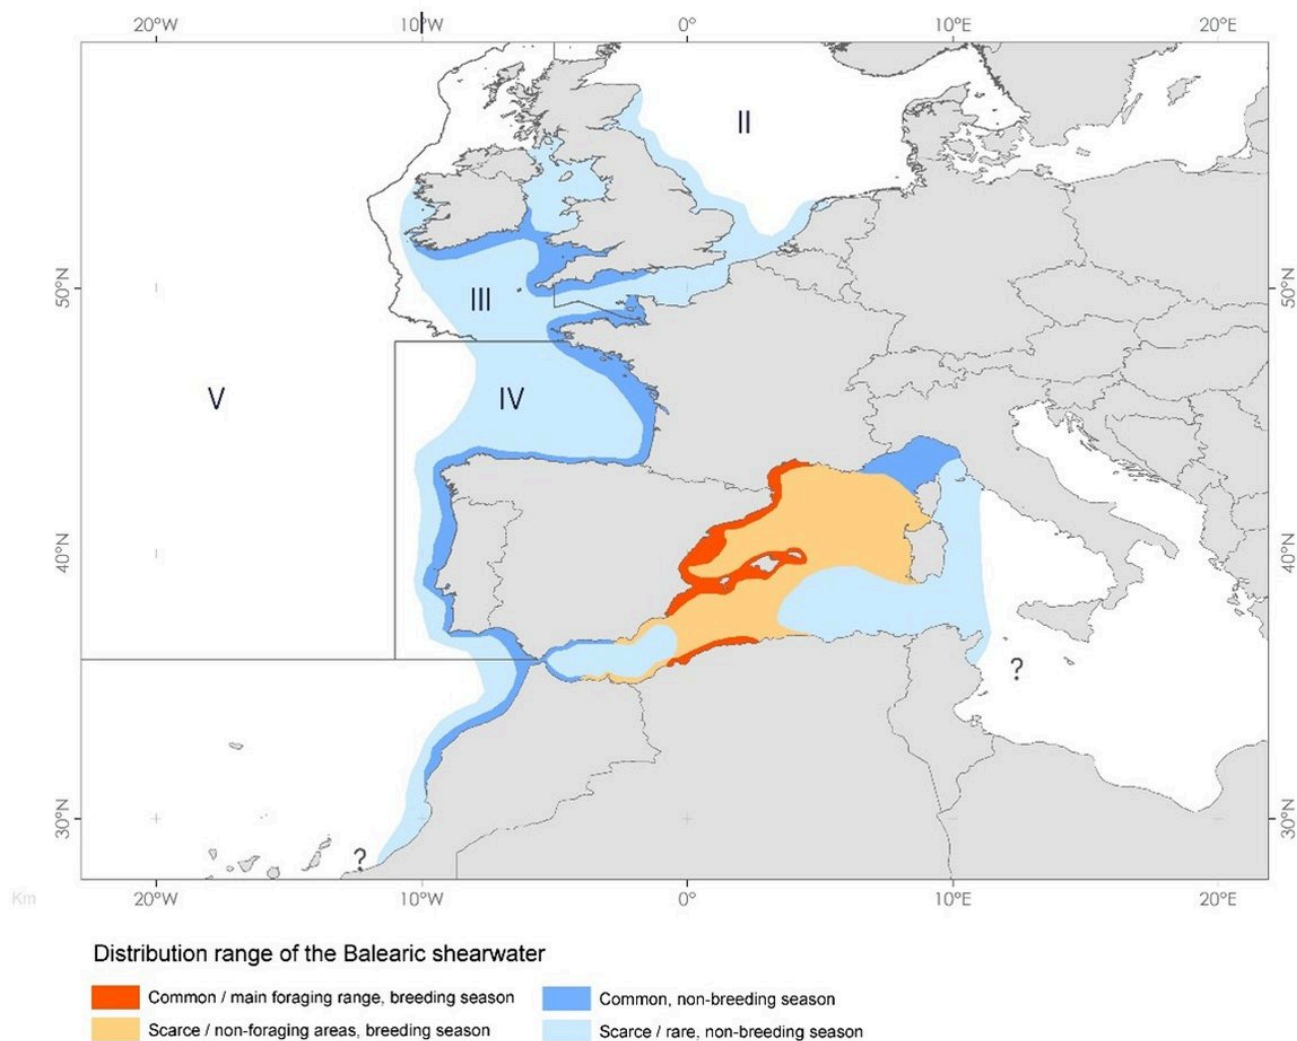 20°W 10°W 0° 10°E 20°E
II
50°N 50°N
III
V IV
40°N 40°N
?
30°N 30°N
?
Km
20°W 10°W 0° 10°E 20°E
Distribution range of the Balearic shearwater
Common / main foraging range, breeding season Common, non-breeding season
Scarce / non-foraging areas, breeding season Scarce / rare, non-breeding season